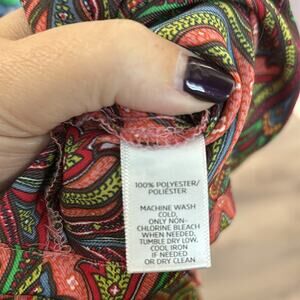 100% POLYESTER/
POLIÉSTER
MACHINE WASH
COLD,
ONLY NON-
CHLORINE BLEACH
WHEN NEEDED,
TUMBLE DRY LOW.
COOL IRON
IF NEEDED
OR DRY CLEAN